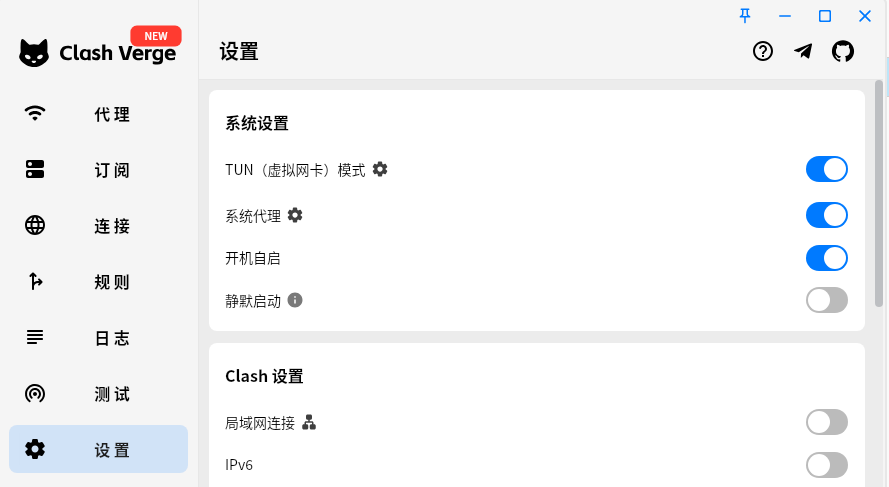 NEW
Clash Verge
代理
订阅
连接
规则
日志
测试
设置
设置
系统设置
TUN（虚拟网卡）模式
系统代理
开机自启
静默启动
Clash 设置
局域网连接
IPv6